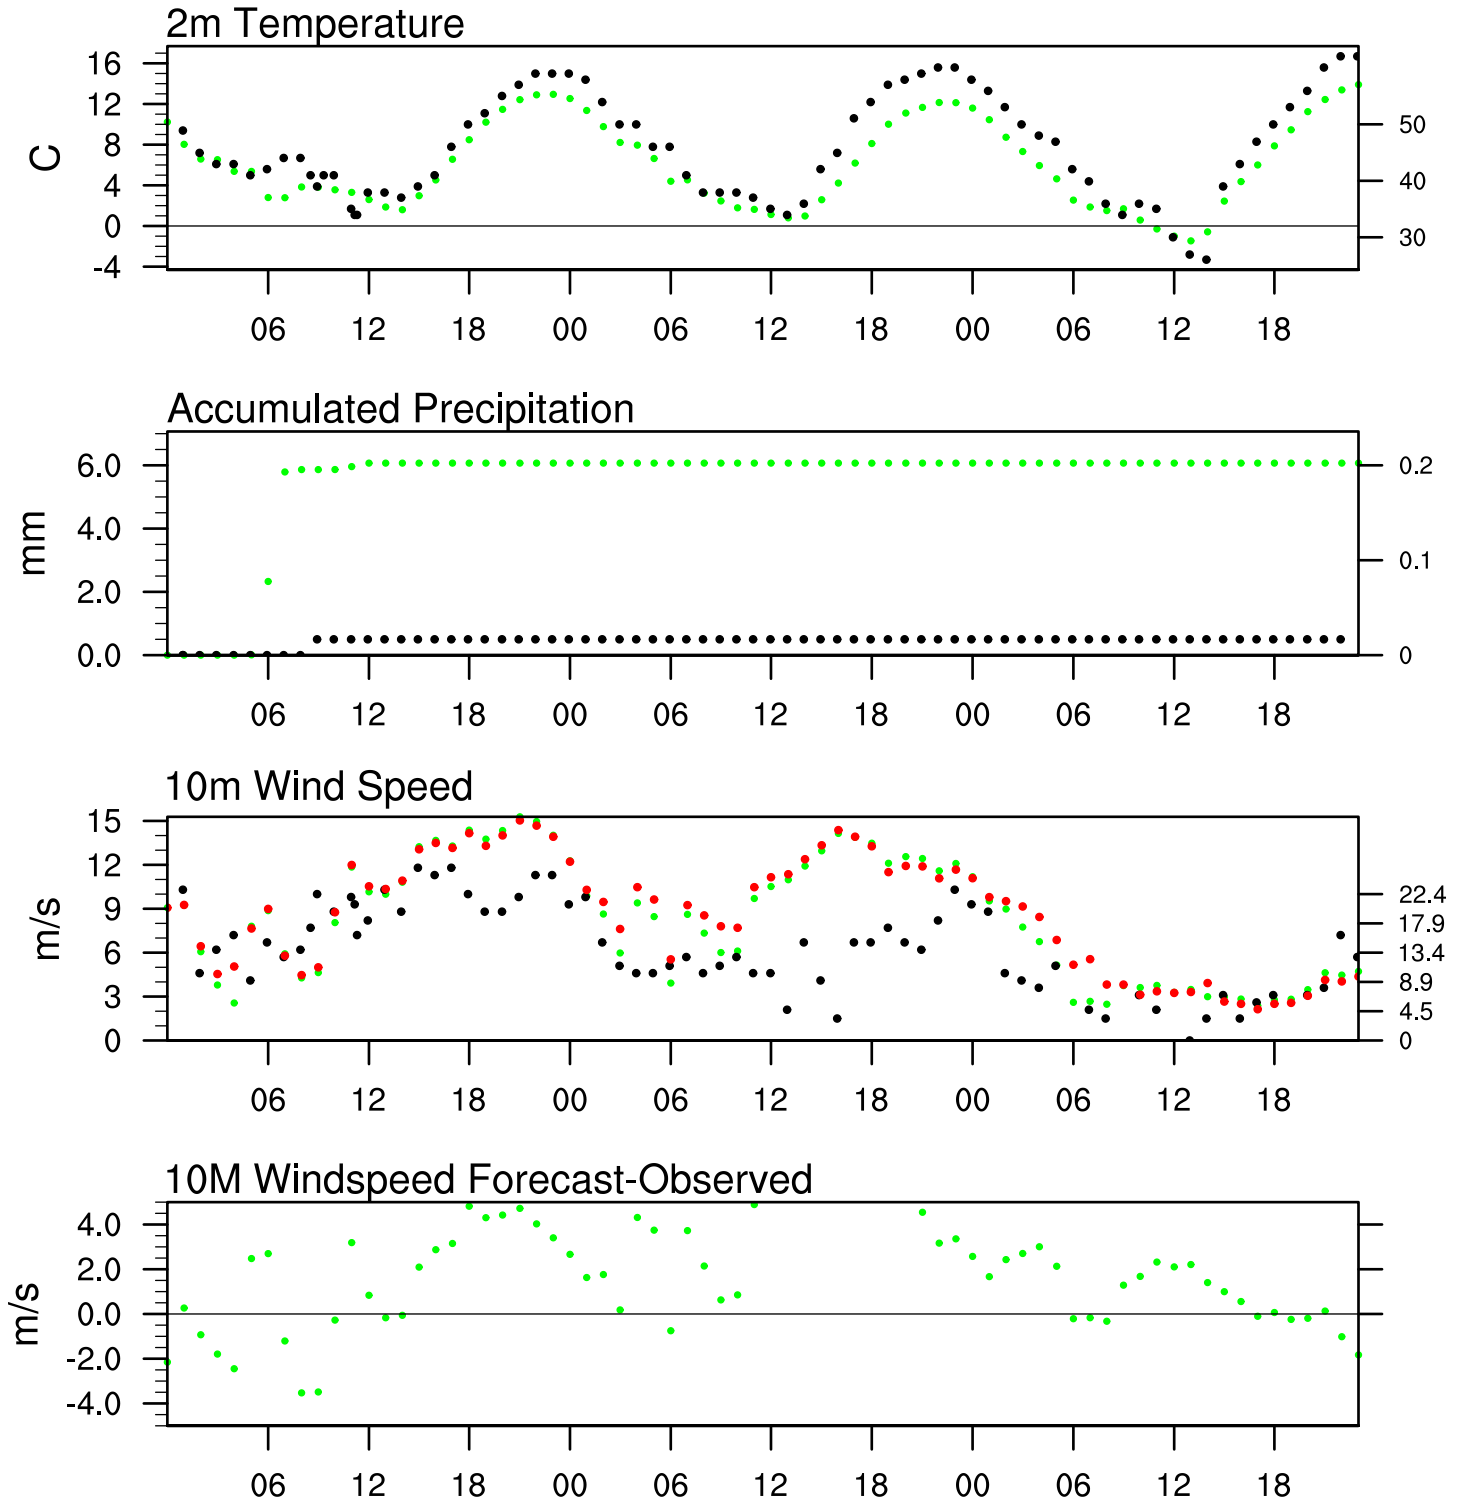 2m Temperature
16
12
8
4
0
-4
C
50
40
30
06 12 18 00 06 12 18 00 06 12 18
Accumulated Precipitation
6.0
4.0
2.0
0.0
mm
0.2
0.1
0
06 12 18 00 06 12 18 00 06 12 18
10m Wind Speed
15
12
9
6
3
0
m/s
22.4
17.9
13.4
8.9
4.5
0
06 12 18 00 06 12 18 00 06 12 18
10M Windspeed Forecast-Observed
4.0
2.0
0.0
-2.0
-4.0
m/s
06 12 18 00 06 12 18 00 06 12 18